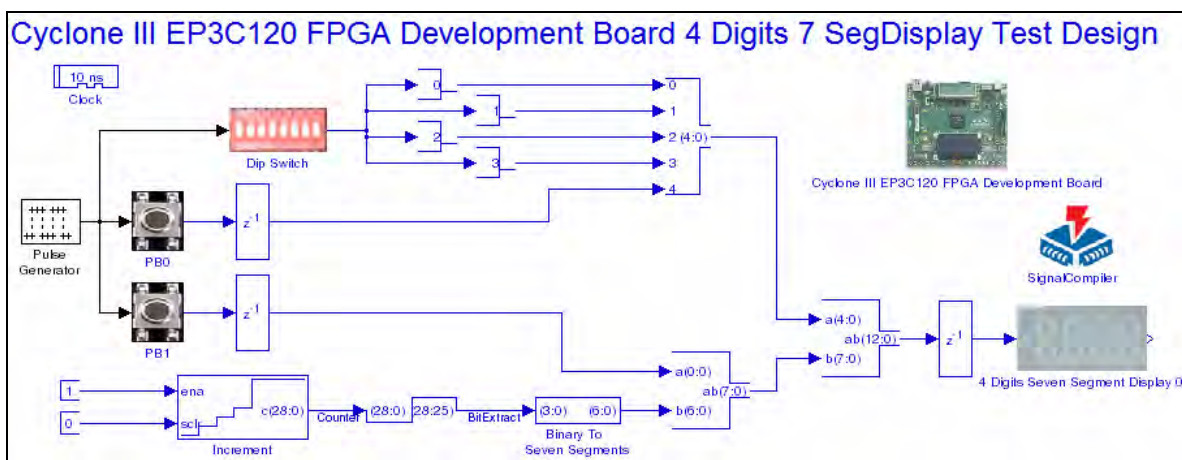 Cyclone III EP3C120 FPGA Development Board 4 Digits 7 SegDisplay Test Design
10 ns
Clock
Dip Switch
0
1
2
3
0
1
2 (4:0)
3
4
Cyclone III EP3C120 FPGA Development Board
Pulse
Generator
PB0
z-1
SignalCompiler
PB1
z-1
a(4:0)
ab(12:0)
b(7:0)
z-1
4 Digits Seven Segment Display 0
a(0:0)
ab(7:0)
b(6:0)
1
ena
0
sclr
c(28:0)
Increment
Counter
(28:0)
[28:25)
BitExtract
(3:0)
(6:0)
Binary To
Seven Segments